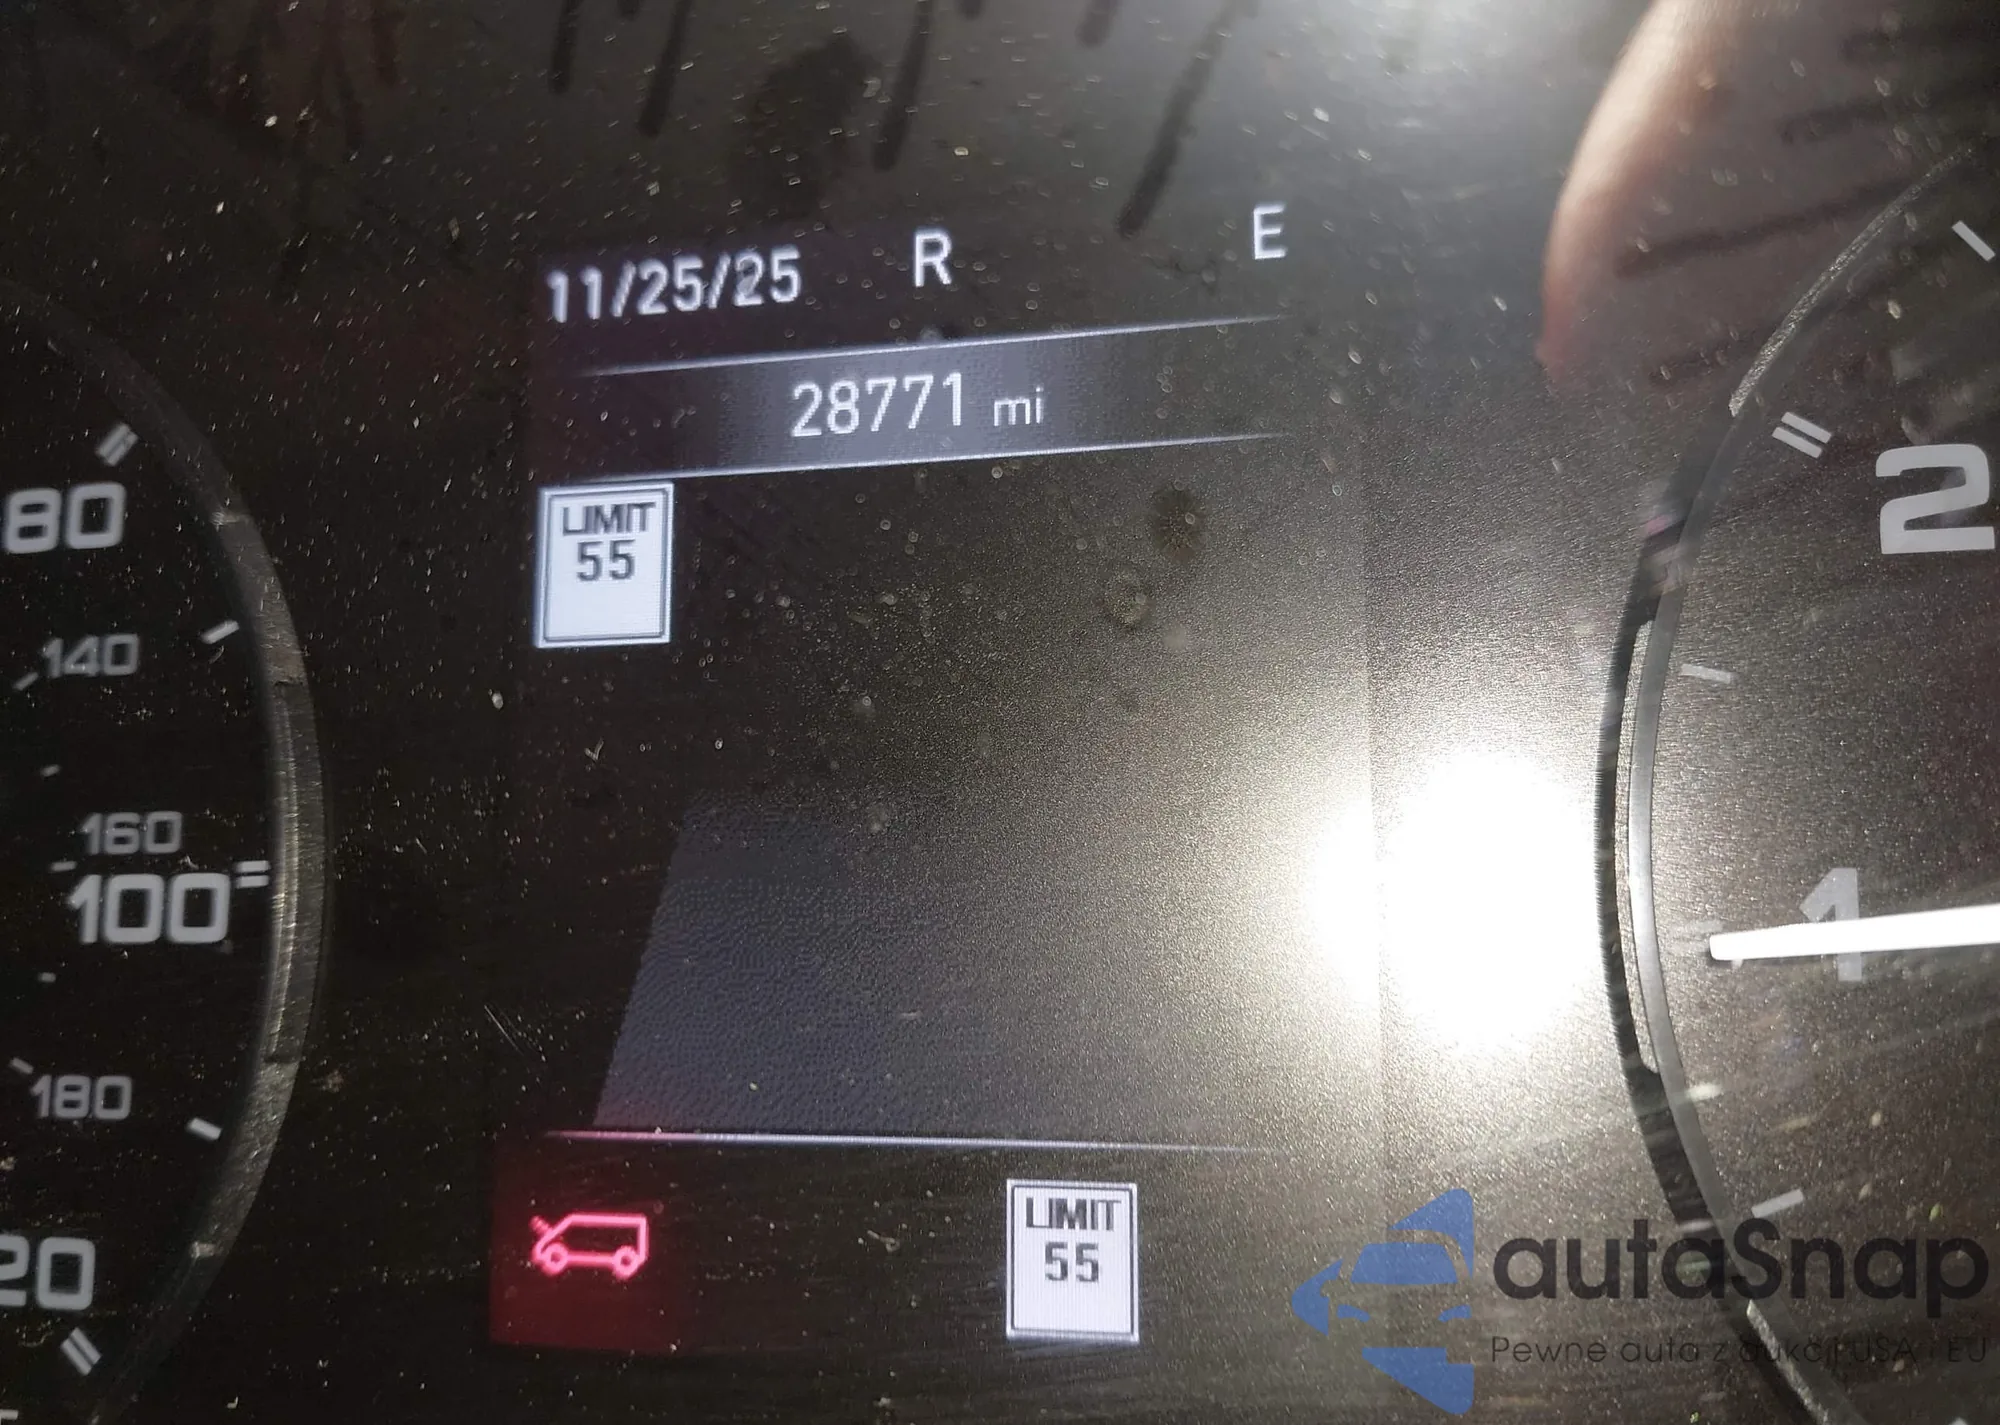 11/25/25 R E
28771 mi
LIMIT
55
80
140
160
100
180
20
2
1
LIMIT
55
autaSnap
Pewne auta z aukcji USA i EU